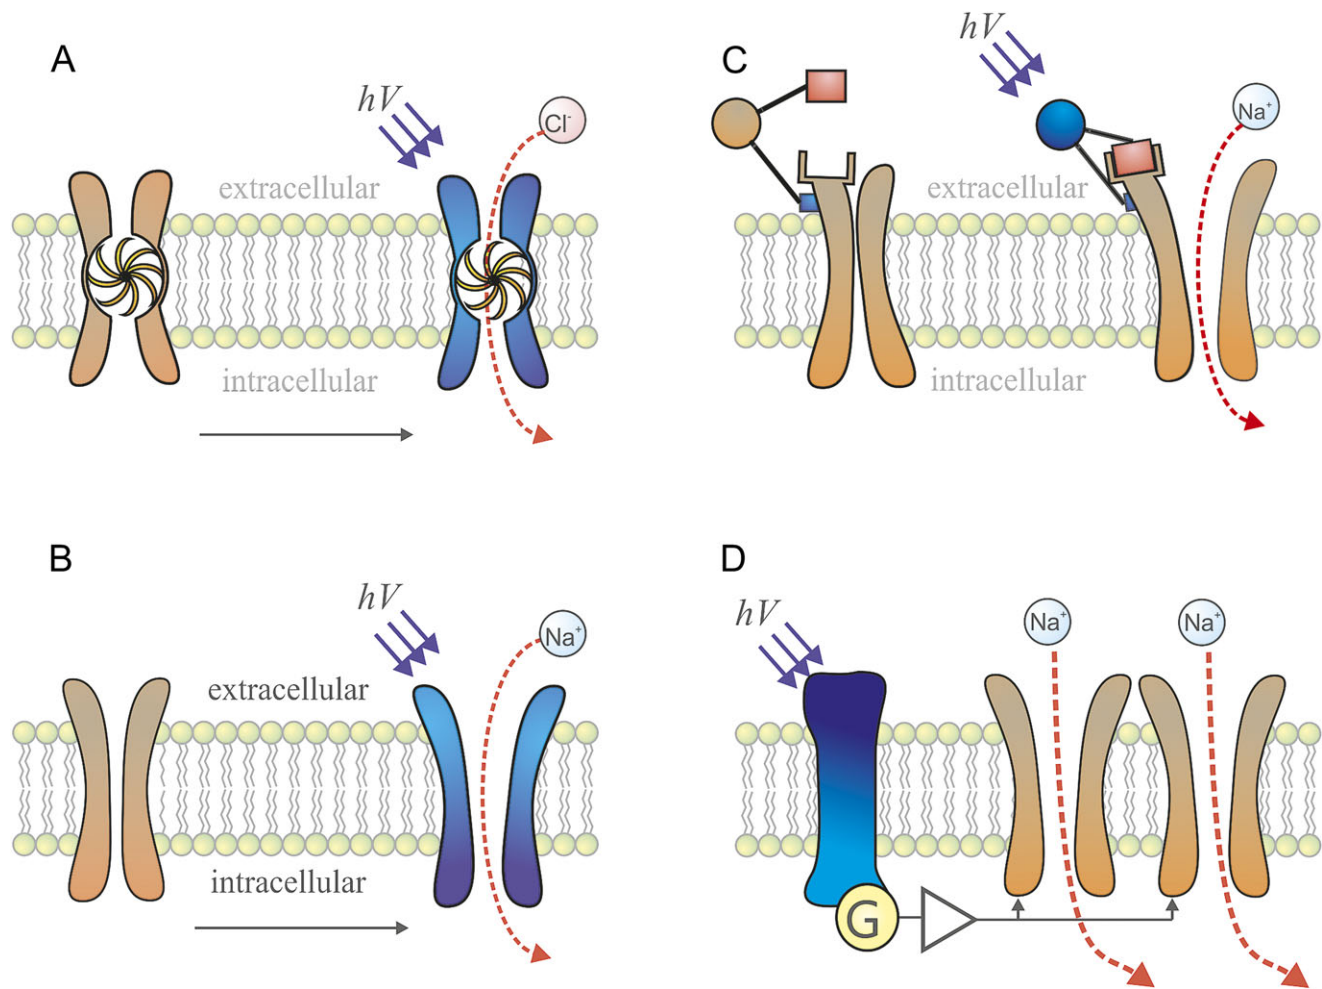 A
hV
Cl⁻
extracellular
intracellular
C
hV
Na⁺
extracellular
intracellular
B
hV
Na⁺
extracellular
intracellular
D
hV
Na⁺
Na⁺
G